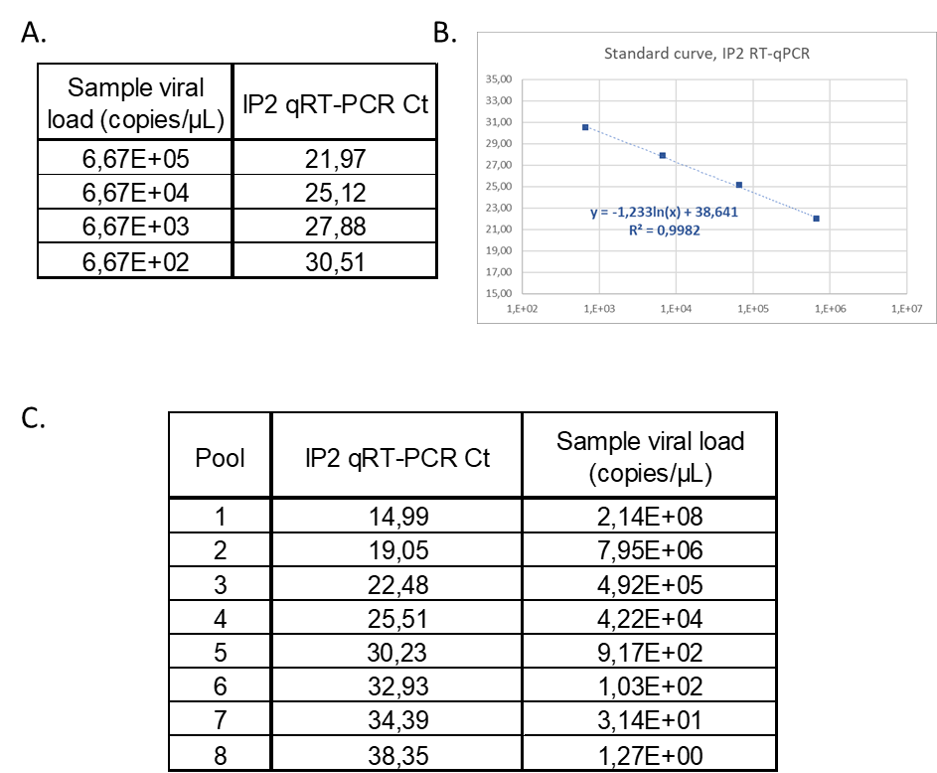 A.
Sample viral load (copies/µL) IP2 qRT-PCR Ct
6,67E+05 21,97
6,67E+04 25,12
6,67E+03 27,88
6,67E+02 30,51
B.
Standard curve, IP2 RT-qPCR
35,00
33,00
31,00
29,00
27,00
25,00
23,00
21,00
19,00
17,00
15,00
y = -1,233ln(x) + 38,641
R² = 0,9982
1,E+02 1,E+03 1,E+04 1,E+05 1,E+06 1,E+07
C.
Pool IP2 qRT-PCR Ct Sample viral load (copies/µL)
1 14,99 2,14E+08
2 19,05 7,95E+06
3 22,48 4,92E+05
4 25,51 4,22E+04
5 30,23 9,17E+02
6 32,93 1,03E+02
7 34,39 3,14E+01
8 38,35 1,27E+00